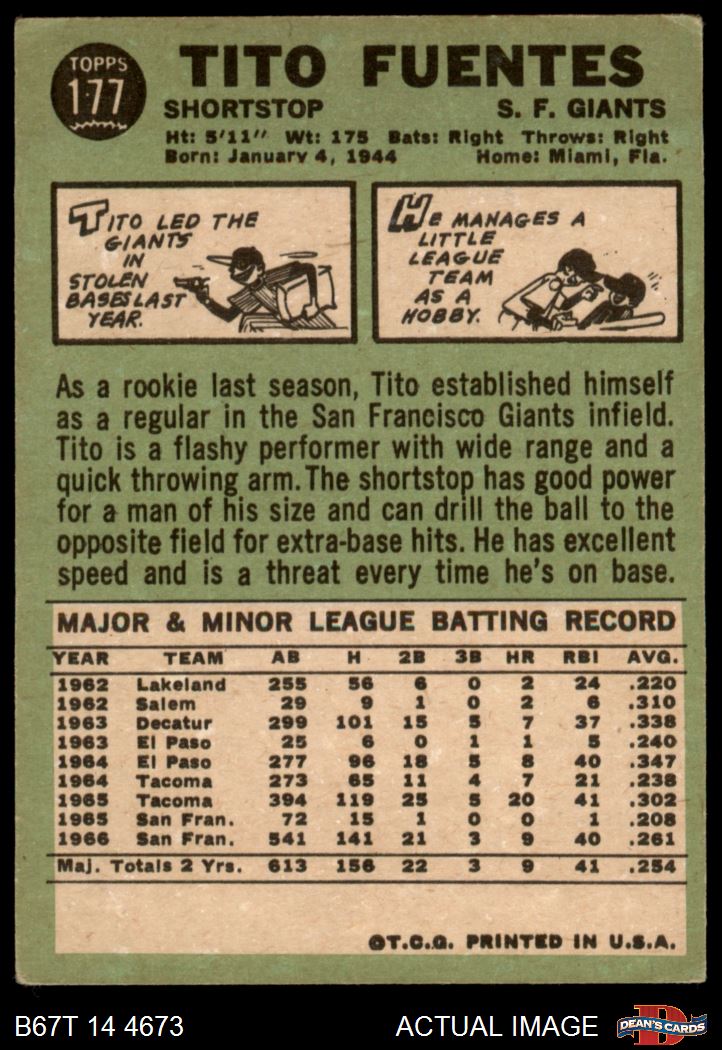 TOPPS
177
TITO FUENTES
SHORTSTOP S. F. GIANTS
Ht: 5'11" Wt: 175 Bats: Right Throws: Right
Born: January 4, 1944 Home: Miami, Fla.
TITO LED THE
GIANTS
IN
STOLEN
BASES LAST
YEAR.
HE MANAGES A
LITTLE
LEAGUE
TEAM
AS A
HOBBY.
As a rookie last season, Tito established himself
as a regular in the San Francisco Giants infield.
Tito is a flashy performer with wide range and a
quick throwing arm. The shortstop has good power
for a man of his size and can drill the ball to the
opposite field for extra-base hits. He has excellent
speed and is a threat every time he's on base.
MAJOR & MINOR LEAGUE BATTING RECORD
YEAR TEAM AB H 2B 3B HR RBI AVG.
1962 Lakeland 255 56 6 0 2 24 .220
1962 Salem 29 9 1 0 2 6 .310
1963 Decatur 299 101 15 5 7 37 .338
1963 El Paso 25 6 0 1 1 5 .240
1964 El Paso 277 96 18 5 8 40 .347
1964 Tacoma 273 65 11 4 7 21 .238
1965 Tacoma 394 119 25 5 20 41 .302
1965 San Fran. 72 15 1 0 0 1 .208
1966 San Fran. 541 141 21 3 9 40 .261
Maj. Totals 2 Yrs. 613 156 22 3 9 41 .254
©T.C.G. PRINTED IN U.S.A.
B67T 14 4673 ACTUAL IMAGE
D
DEAN'S CARDS